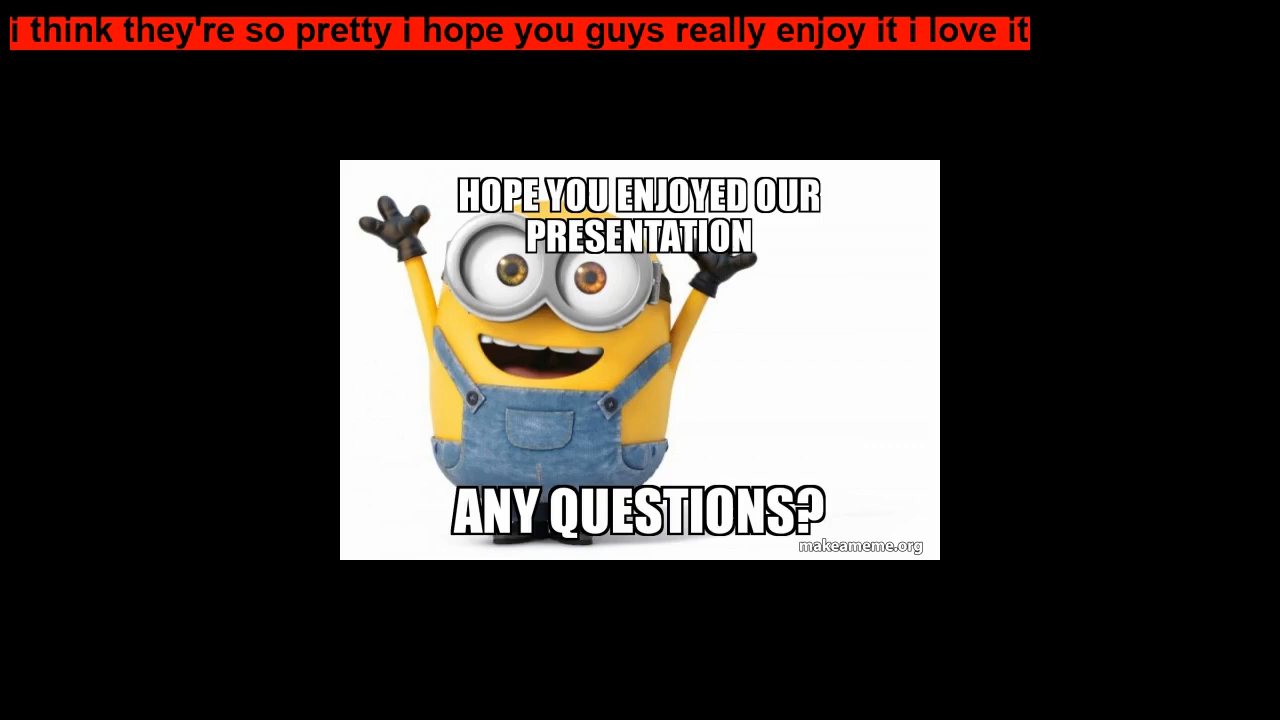 i think they're so pretty i hope you guys really enjoy it i love it
HOPE YOU ENJOYED OUR
PRESENTATION
ANY QUESTIONS?
makeameme.org